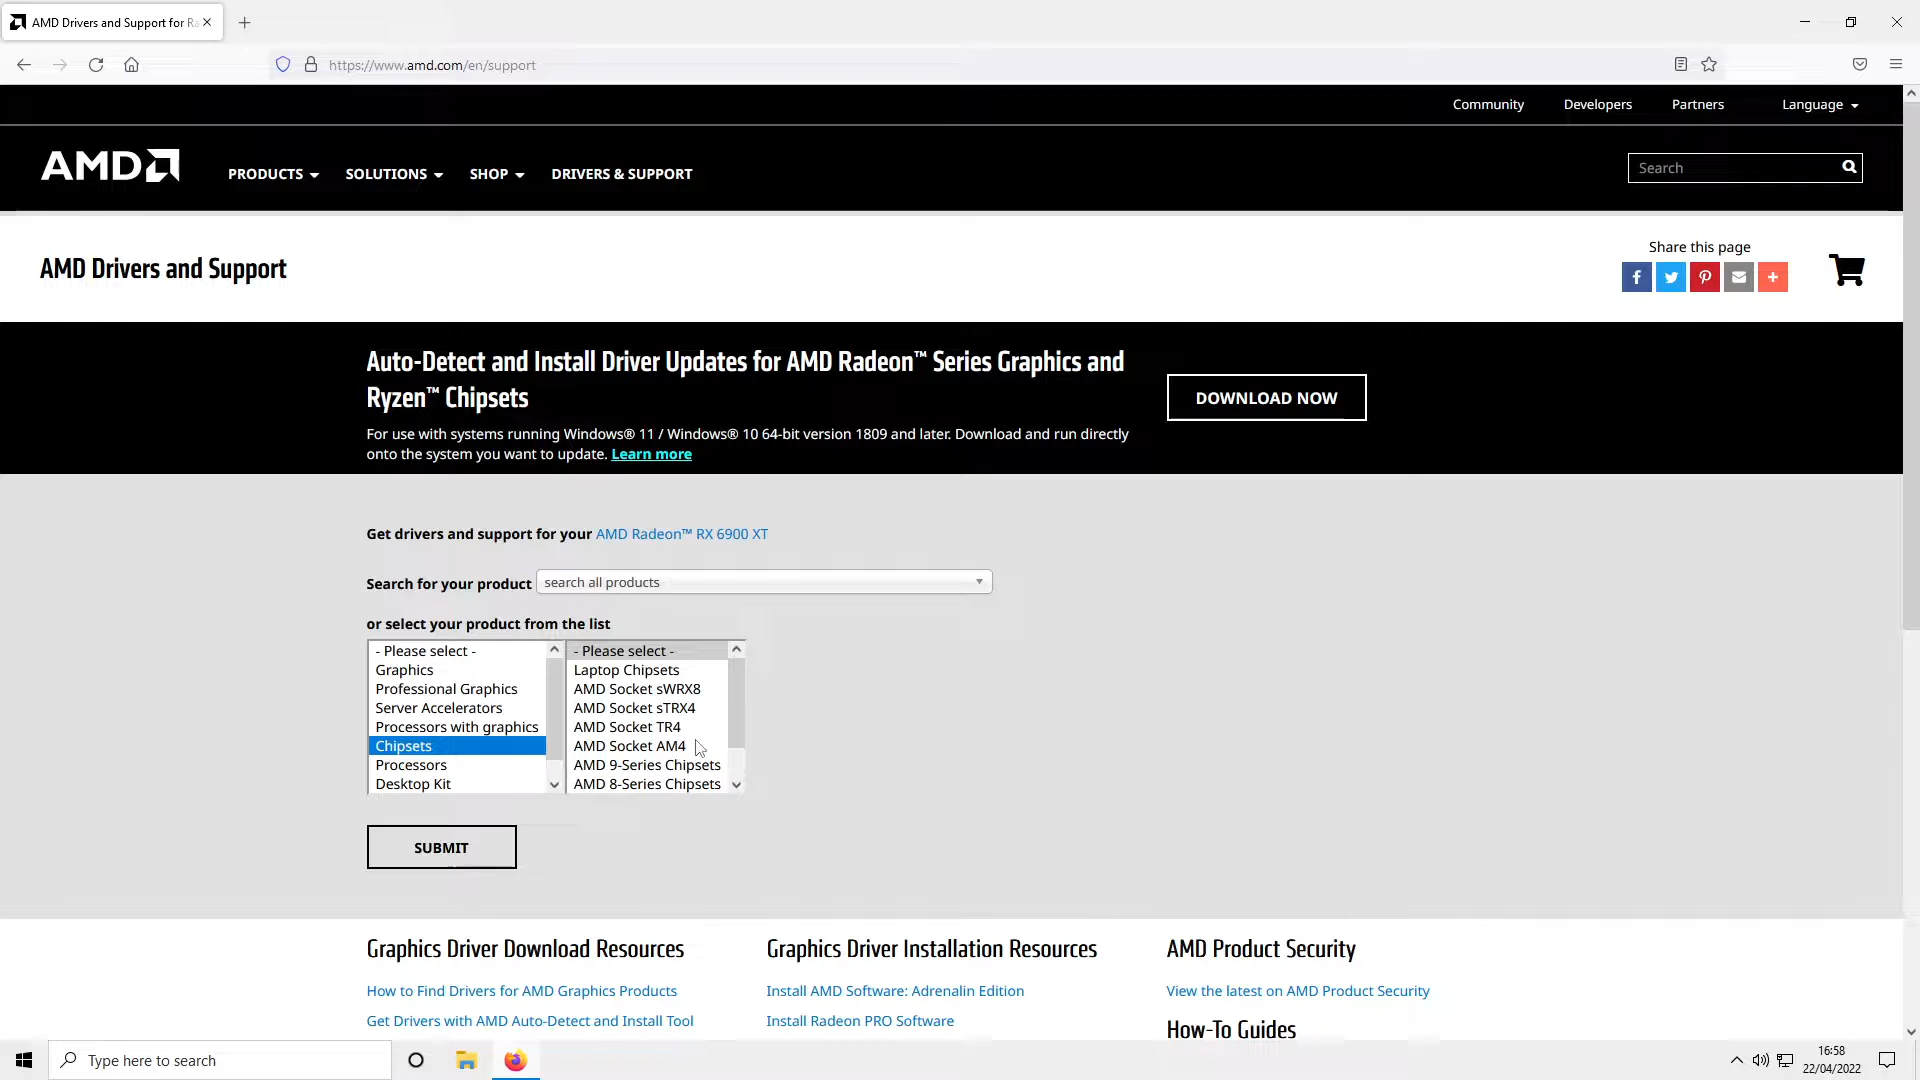 AMD Drivers and Support for Ra
https://www.amd.com/en/support
Community
Developers
Partners
Language
AMD
PRODUCTS
SOLUTIONS
SHOP
DRIVERS & SUPPORT
Search
AMD Drivers and Support
Share this page
Auto-Detect and Install Driver Updates for AMD Radeon™ Series Graphics and
Ryzen™ Chipsets
For use with systems running Windows® 11 / Windows® 10 64-bit version 1809 and later. Download and run directly
onto the system you want to update. Learn more
DOWNLOAD NOW
Get drivers and support for your AMD Radeon™ RX 6900 XT
Search for your product
search all products
or select your product from the list
- Please select -
Graphics
Professional Graphics
Server Accelerators
Processors with graphics
Chipsets
Processors
Desktop Kit
- Please select -
Laptop Chipsets
AMD Socket sWRX8
AMD Socket sTRX4
AMD Socket TR4
AMD Socket AM4
AMD 9-Series Chipsets
AMD 8-Series Chipsets
SUBMIT
Graphics Driver Download Resources
How to Find Drivers for AMD Graphics Products
Get Drivers with AMD Auto-Detect and Install Tool
Graphics Driver Installation Resources
Install AMD Software: Adrenalin Edition
Install Radeon PRO Software
AMD Product Security
View the latest on AMD Product Security
How-To Guides
Type here to search
16:58
22/04/2022